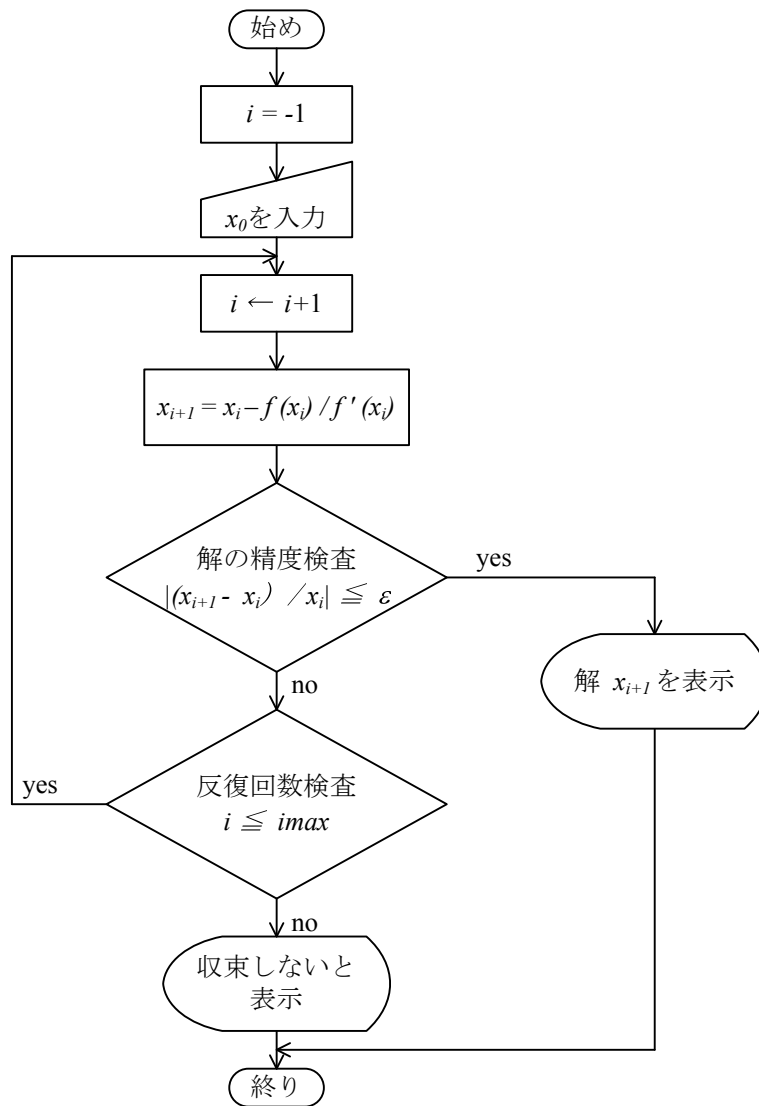 始め
i = -1
x₀を入力
i ← i+1
xᵢ₊₁ = xᵢ – f (xᵢ) / f ' (xᵢ)
解の精度検査
|(xᵢ₊₁ - xᵢ）／xᵢ| ≦ ε
yes
no
解 xᵢ₊₁ を表示
yes
反復回数検査
i ≦ imax
no
収束しないと
表示
終り